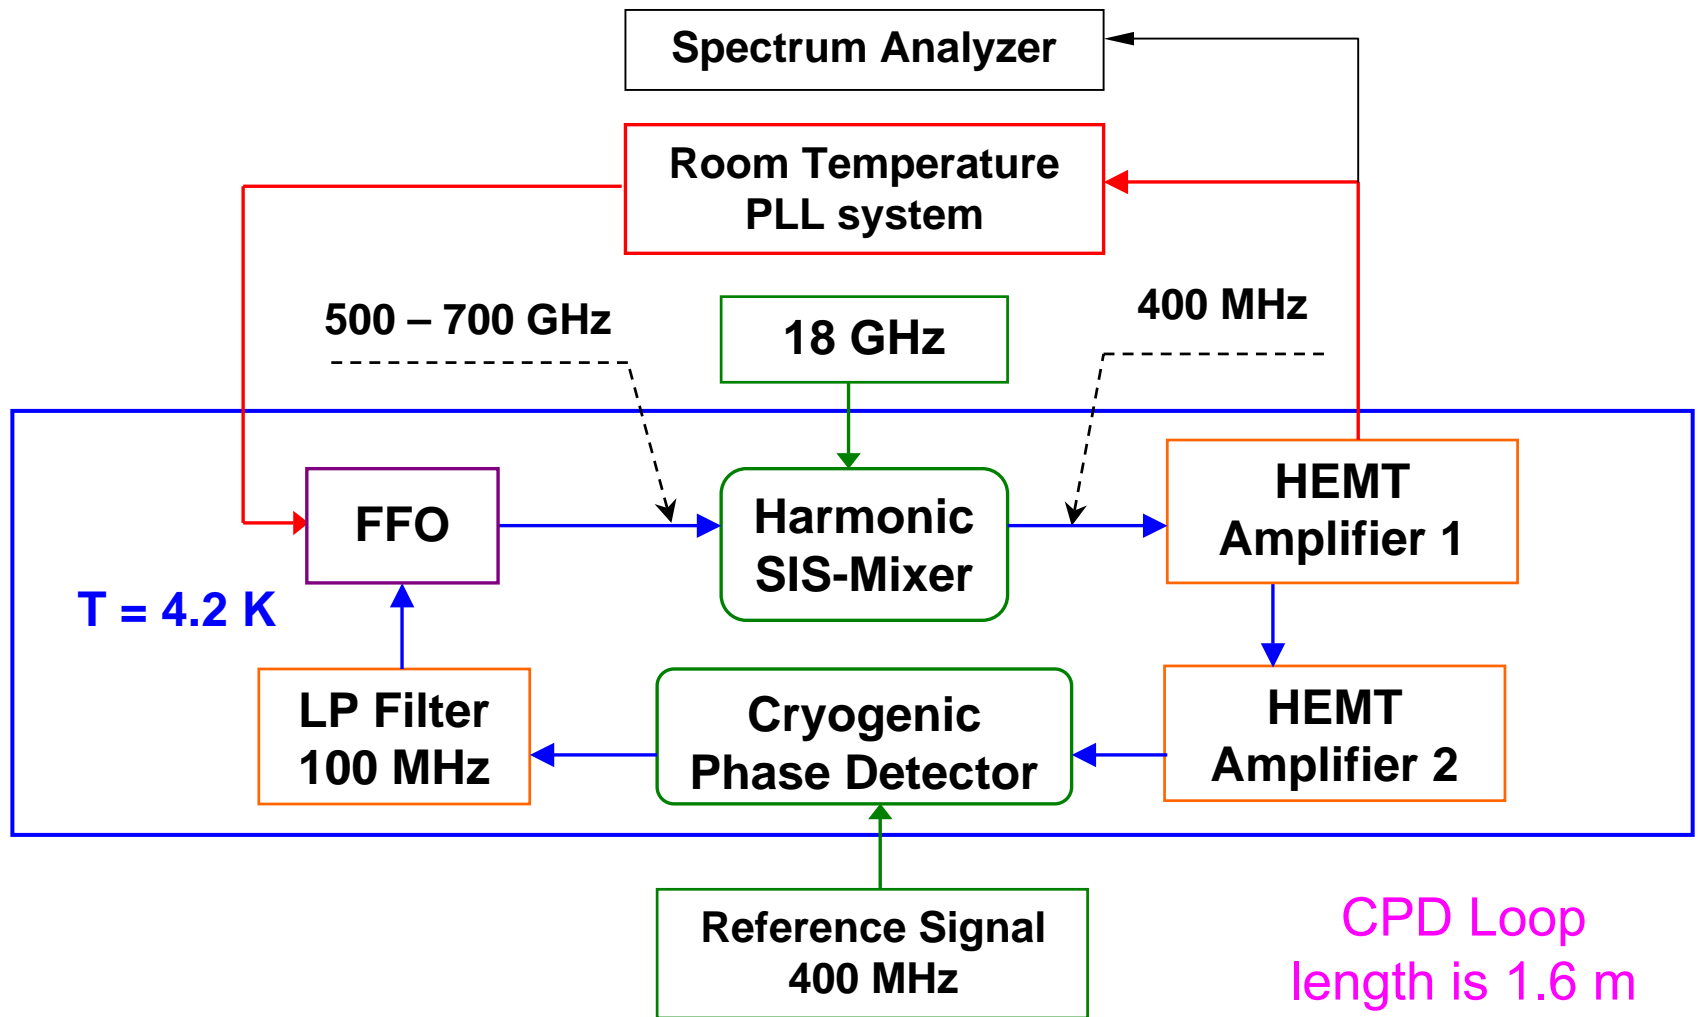 Spectrum Analyzer
Room Temperature
PLL system
500 – 700 GHz
18 GHz
400 MHz
FFO
Harmonic
SIS-Mixer
HEMT
Amplifier 1
T = 4.2 K
LP Filter
100 MHz
Cryogenic
Phase Detector
HEMT
Amplifier 2
Reference Signal
400 MHz
CPD Loop
length is 1.6 m